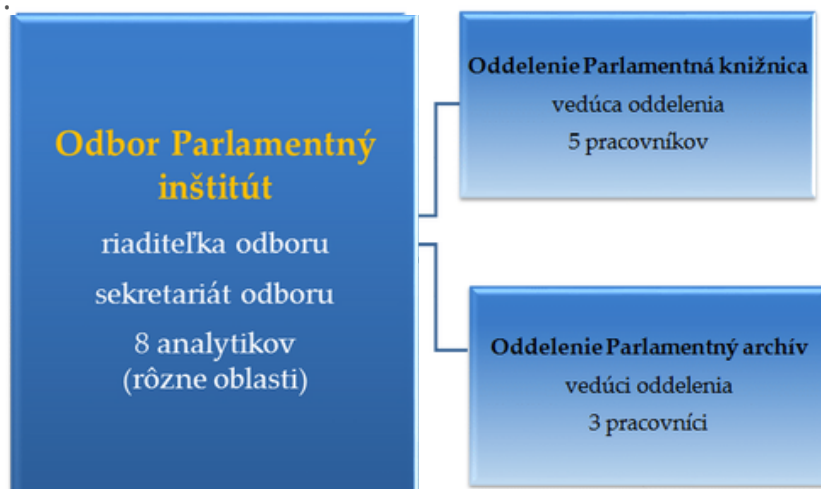 Odbor Parlamentný
inštitút
riaditeľka odboru
sekretariát odboru
8 analytikov
(rôzne oblasti)
Oddelenie Parlamentná knižnica
vedúca oddelenia
5 pracovníkov
Oddelenie Parlamentný archív
vedúci oddelenia
3 pracovníci